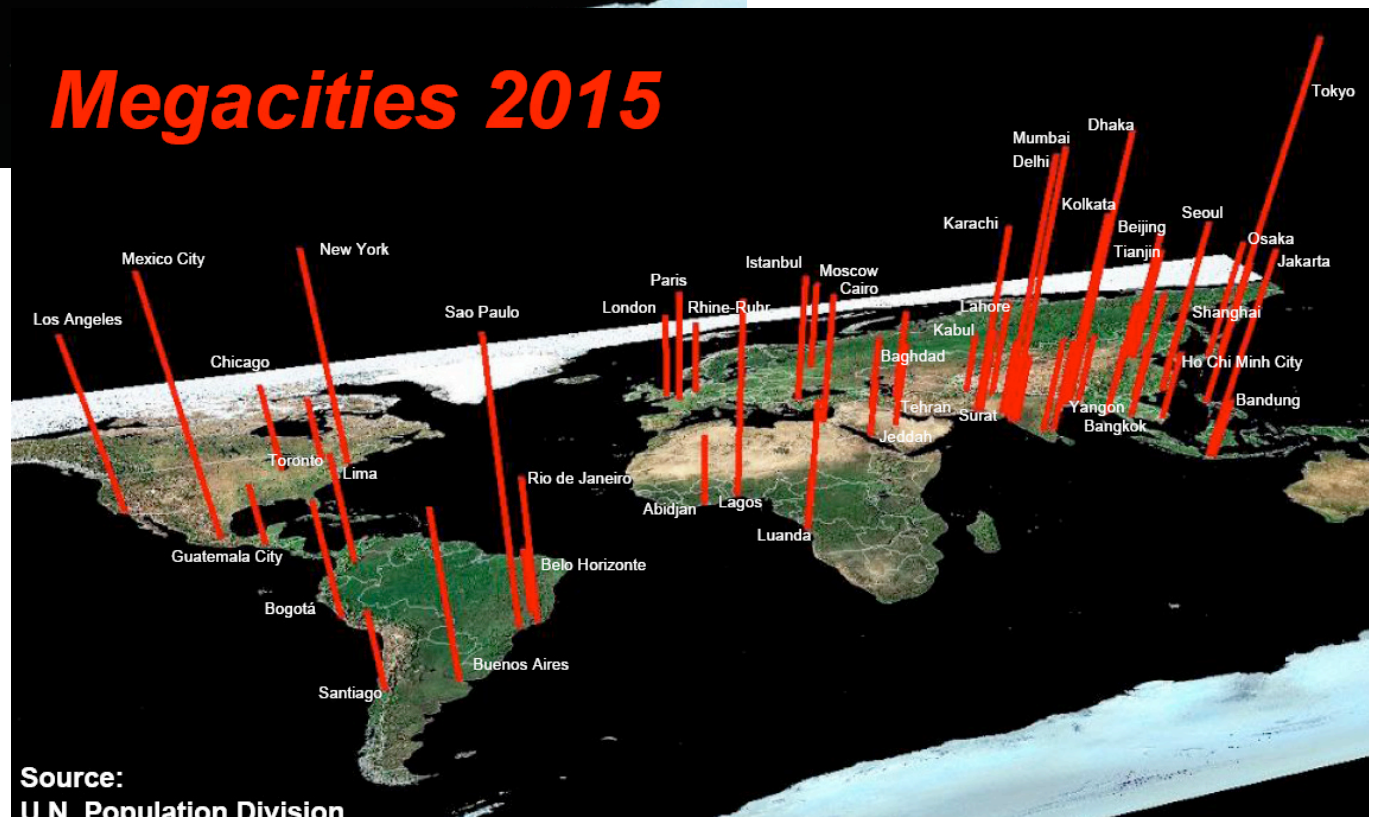 Megacities 2015
Tokyo
Dhaka
Mumbai
Delhi
Kolkata
Seoul
Karachi
Beijing
Osaka
Tianjin
Jakarta
New York
Mexico City
Istanbul
Moscow
Paris
Cairo
London
Rhine-Ruhr
Lahore
Sao Paulo
Shanghai
Los Angeles
Kabul
Baghdad
Chicago
Ho Chi Minh City
Bandung
Tehran
Surat
Yangon
Bangkok
Jeddah
Toronto
Lima
Rio de Janeiro
Abidjan
Lagos
Luanda
Guatemala City
Belo Horizonte
Bogotá
Buenos Aires
Santiago
Source:
U.N. Population Division